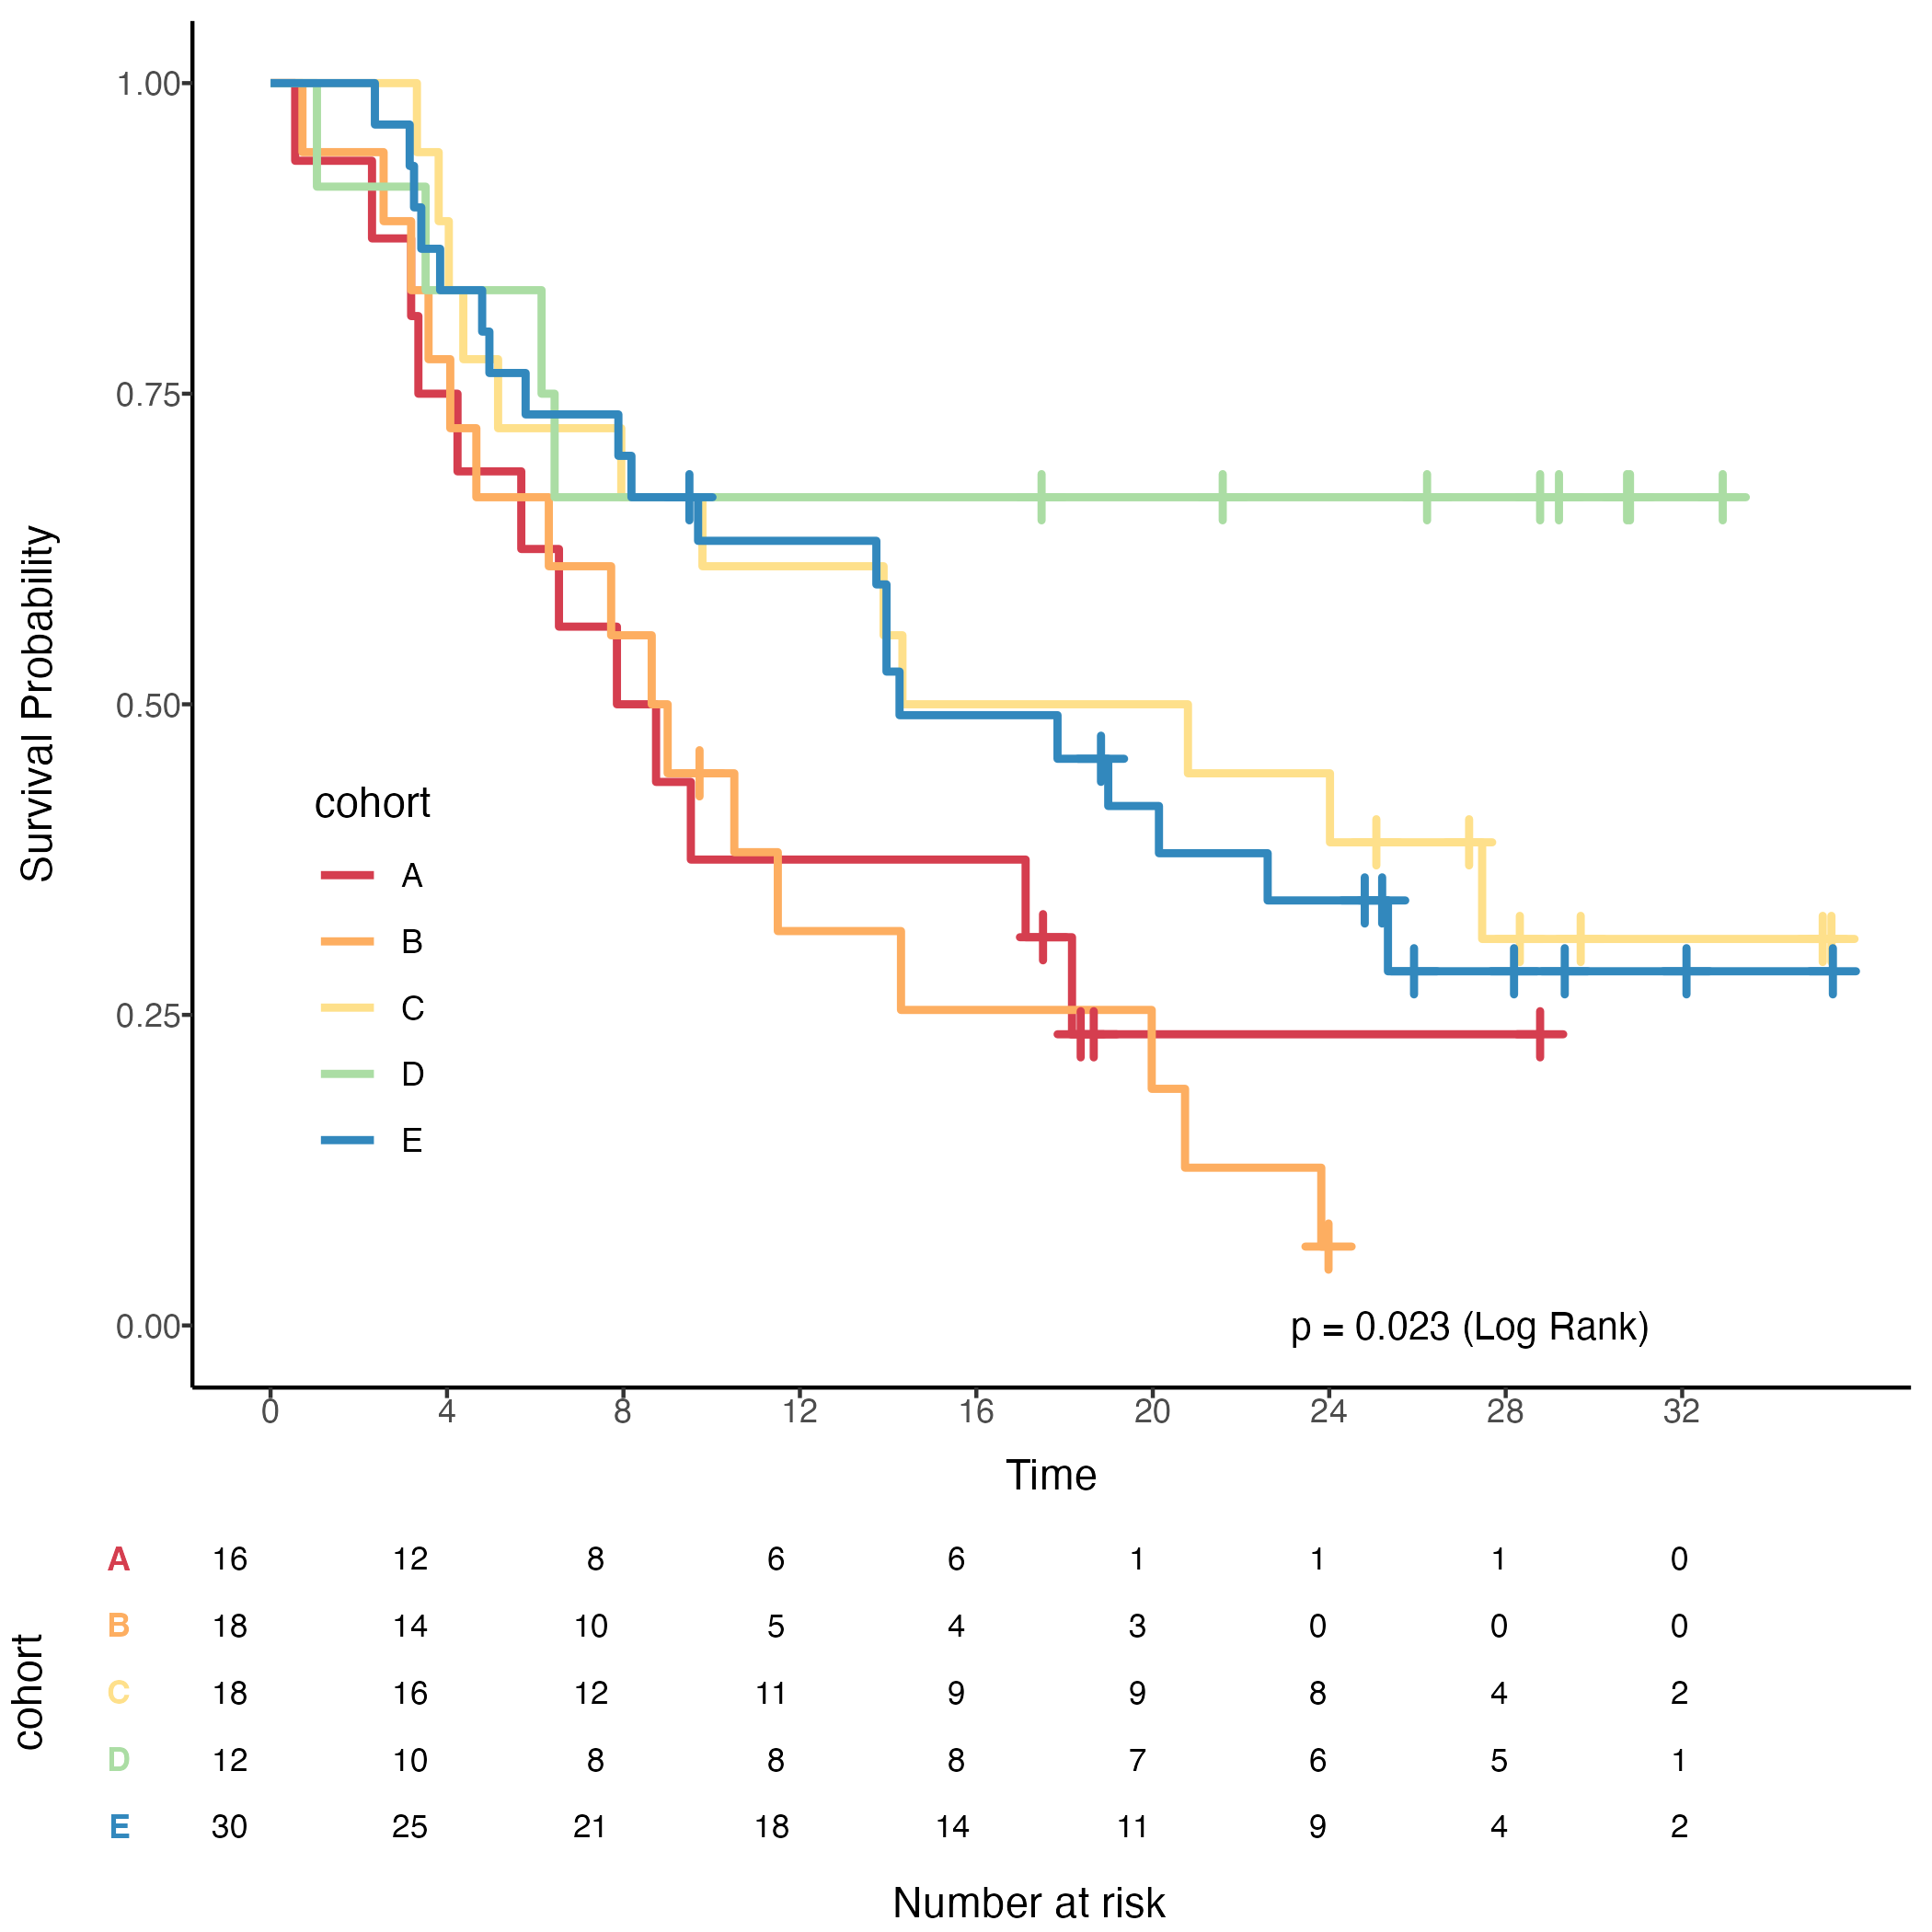 Survival Probability
1.00
0.75
0.50
0.25
0.00
cohort
A
B
C
D
E
p = 0.023 (Log Rank)
0 4 8 12 16 20 24 28 32
Time
cohort
A 16 12 8 6 6 1 1 1 0
B 18 14 10 5 4 3 0 0 0
C 18 16 12 11 9 9 8 4 2
D 12 10 8 8 8 7 6 5 1
E 30 25 21 18 14 11 9 4 2
Number at risk